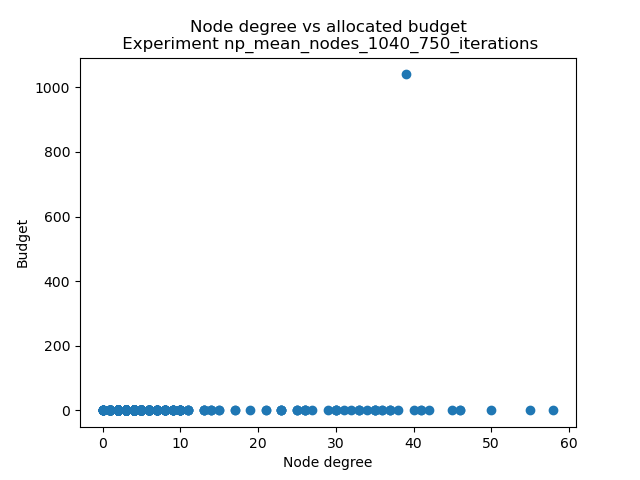 Node degree vs allocated budget
Experiment np_mean_nodes_1040_750_iterations
1000
800
600
400
200
0
Budget
0 10 20 30 40 50 60
Node degree